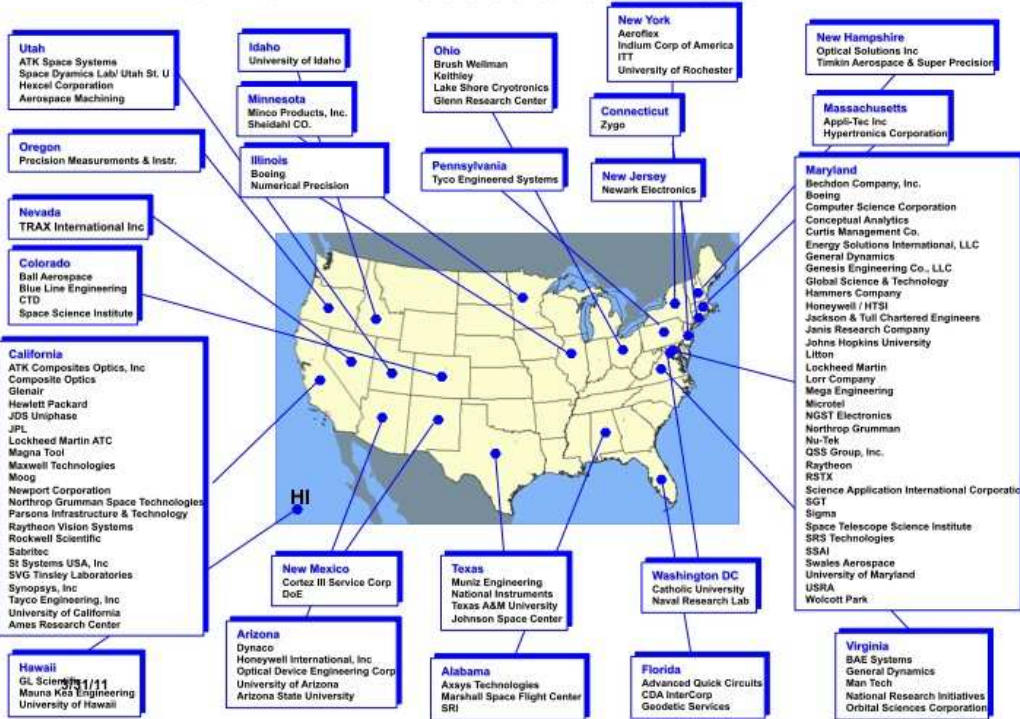 Utah
ATK Space Systems
Space Dyamics Lab/ Utah St. U
Hexcel Corporation
Aerospace Machining
Idaho
University of Idaho
Minnesota
Minco Products, Inc.
Sheidahl CO.
Ohio
Brush Wellman
Keithley
Lake Shore Cryotronics
Glenn Research Center
New York
Aeroflex
Indium Corp of America
ITT
University of Rochester
New Hampshire
Optical Solutions Inc
Timkin Aerospace & Super Precision
Connecticut
Zygo
Massachusetts
Appli-Tec Inc
Hypertronics Corporation
Oregon
Precision Measurements & Instr.
Illinois
Boeing
Numerical Precision
Pennsylvania
Tyco Engineered Systems
New Jersey
Newark Electronics
Maryland
Bechdon Company, Inc.
Boeing
Computer Science Corporation
Conceptual Analytics
Curtis Management Co.
Energy Solutions International, LLC
General Dynamics
Genesis Engineering Co., LLC
Global Science & Technology
Hammers Company
Honeywell / HTSI
Jackson & Tull Chartered Engineers
Janis Research Company
Johns Hopkins University
Litton
Lockheed Martin
Lorr Company
Mega Engineering
Microtel
NGST Electronics
Northrop Grumman
Nu-Tek
QSS Group, Inc.
Raytheon
RSTX
Science Application International Corporatio
SGT
Sigma
Space Telescope Science Institute
SRS Technologies
SSAI
Swales Aerospace
University of Maryland
USRA
Wolcott Park
Nevada
TRAX International Inc
Colorado
Ball Aerospace
Blue Line Engineering
CTD
Space Science Institute
California
ATK Composites Optics, Inc
Composite Optics
Glenair
Hewlett Packard
JDS Uniphase
JPL
Lockheed Martin ATC
Magna Tool
Maxwell Technologies
Moog
Newport Corporation
Northrop Grumman Space Technologies
Parsons Infrastructure & Technology
Raytheon Vision Systems
Rockwell Scientific
Sabritec
St Systems USA, Inc
SVG Tinsley Laboratories
Synopsys, Inc
Tayco Engineering, Inc
University of California
Ames Research Center
HI
New Mexico
Cortez III Service Corp
DoE
Texas
Muniz Engineering
National Instruments
Texas A&M University
Johnson Space Center
Washington DC
Catholic University
Naval Research Lab
Hawaii
GL Scientific
3/31/11
Mauna Kea Engineering
University of Hawaii
Arizona
Dynaco
Honeywell International, Inc
Optical Device Engineering Corp
University of Arizona
Arizona State University
Alabama
Axsys Technologies
Marshall Space Flight Center
SRI
Florida
Advanced Quick Circuits
CDA InterCorp
Geodetic Services
Virginia
BAE Systems
General Dynamics
Man Tech
National Research Initiatives
Orbital Sciences Corporation